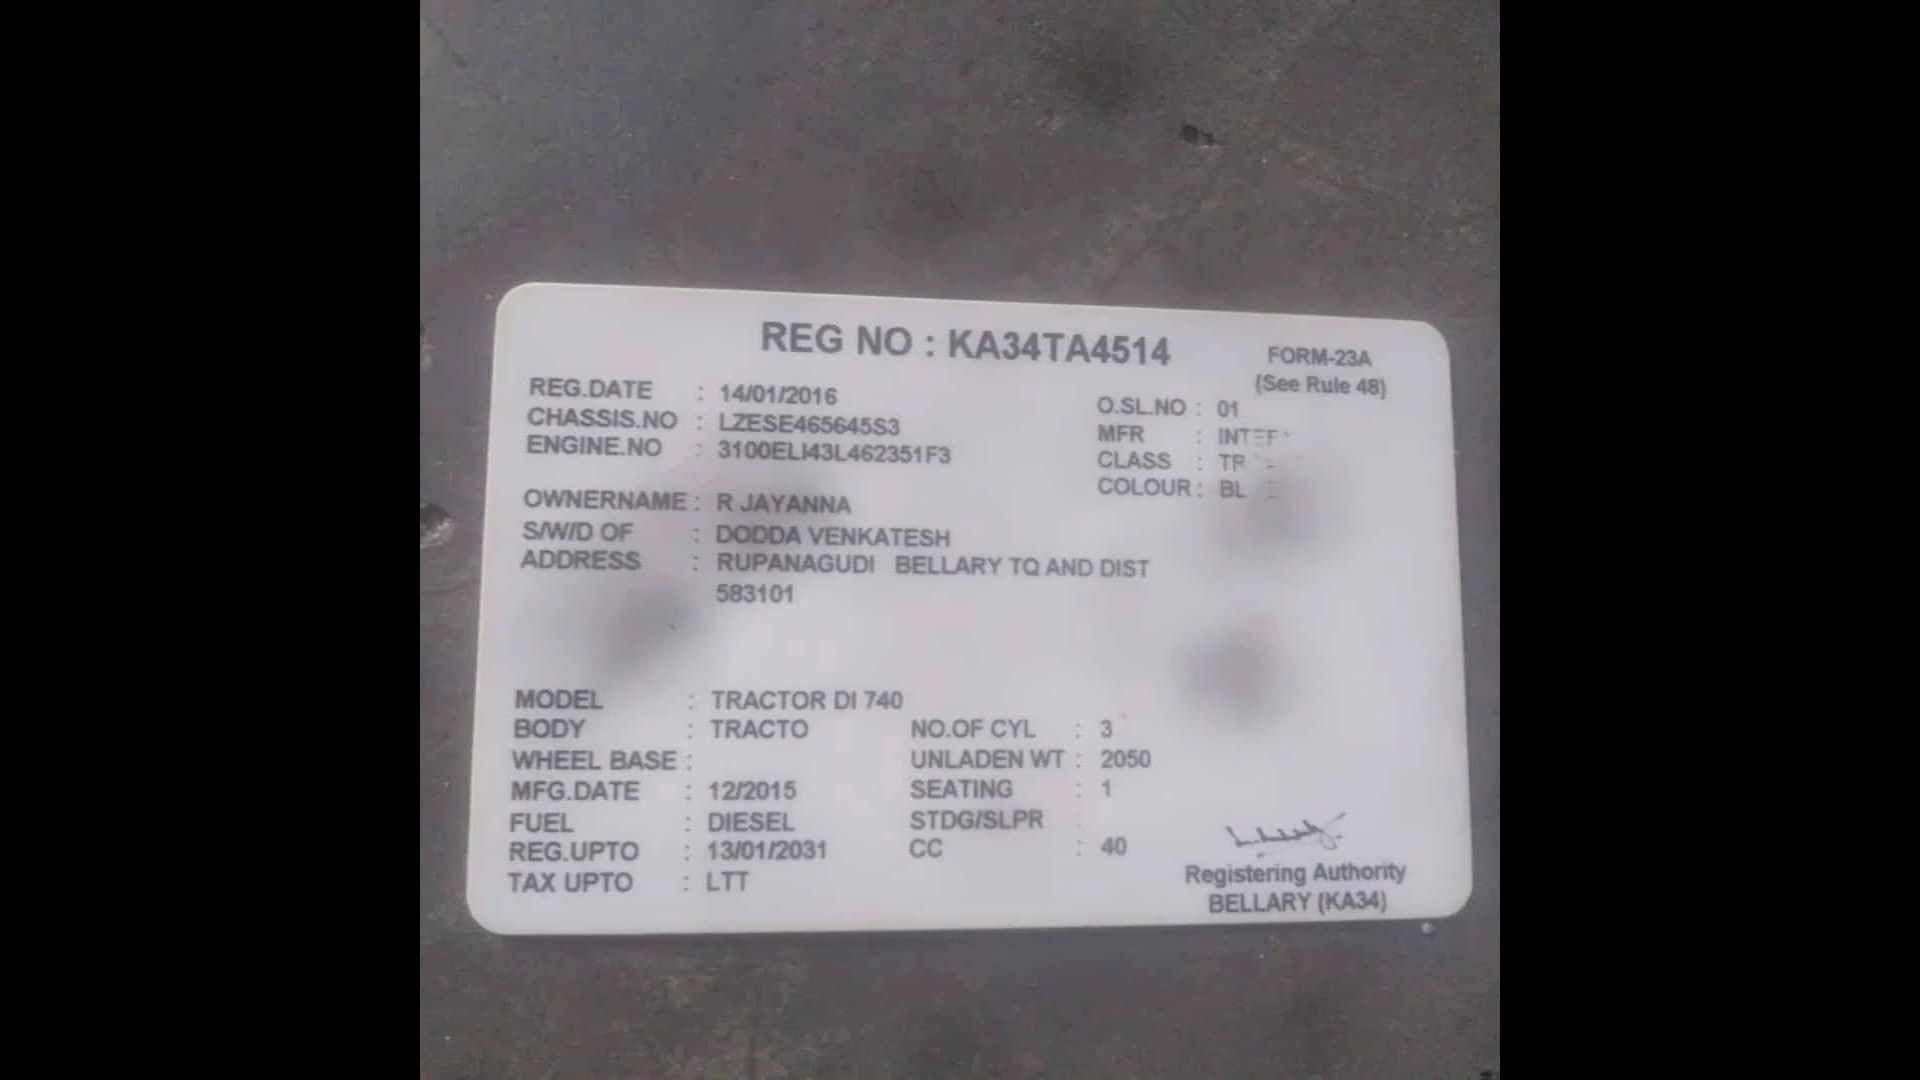 REG NO : KA34TA4514
FORM-23A
(See Rule 48)
REG.DATE : 14/01/2016
CHASSIS.NO : LZESE465645S3
ENGINE.NO : 3100ELI43L462351F3
O.SL.NO : 01
MFR :
CLASS :
COLOUR :
OWNERNAME : R JAYANNA
S/W/D OF : DODDA VENKATESH
ADDRESS : RUPANAGUDI BELLARY TQ AND DIST
583101
MODEL : TRACTOR DI 740
BODY : TRACTO NO.OF CYL : 3
WHEEL BASE : UNLADEN WT : 2050
MFG.DATE : 12/2015 SEATING : 1
FUEL : DIESEL STDG/SLPR :
REG.UPTO : 13/01/2031 CC : 40
TAX UPTO : LTT
Registering Authority
BELLARY (KA34)